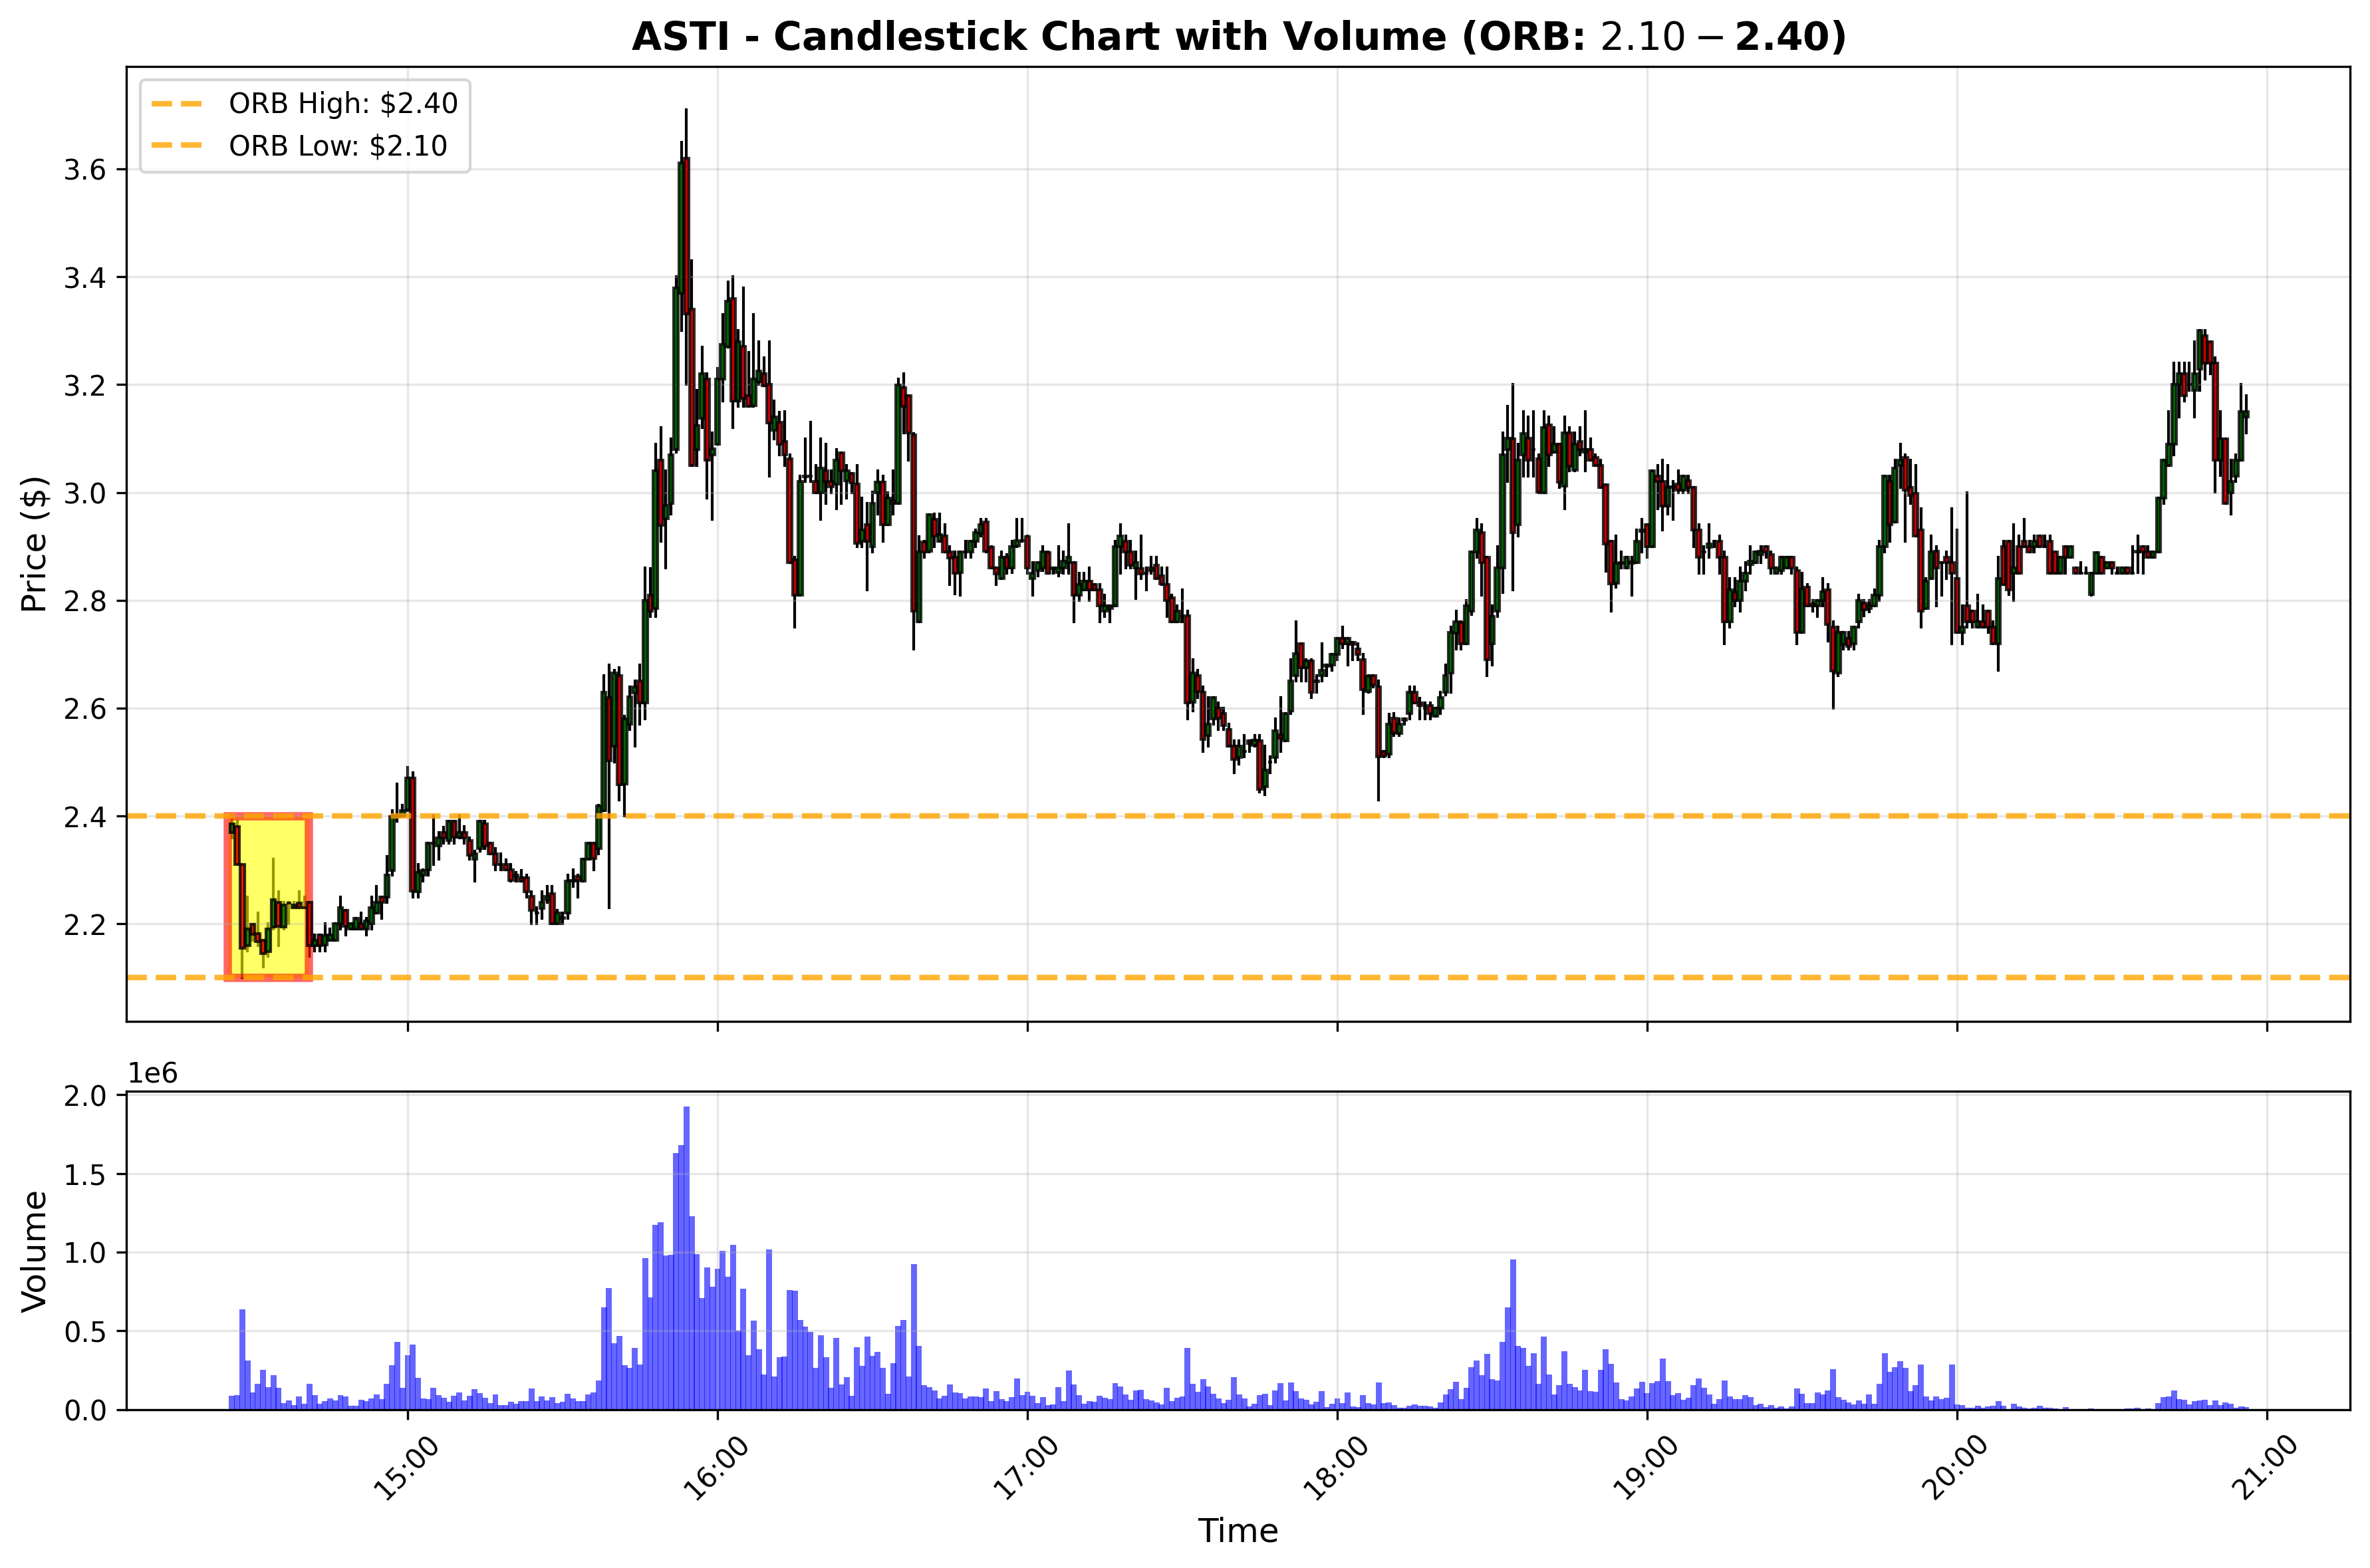 ASTI - Candlestick Chart with Volume (ORB: 2.10 − 2.40)
ORB High: $2.40
ORB Low: $2.10
Price ($)
3.6
3.4
3.2
3.0
2.8
2.6
2.4
2.2
1e6
Volume
2.0
1.5
1.0
0.5
0.0
15:00
16:00
17:00
18:00
19:00
20:00
21:00
Time